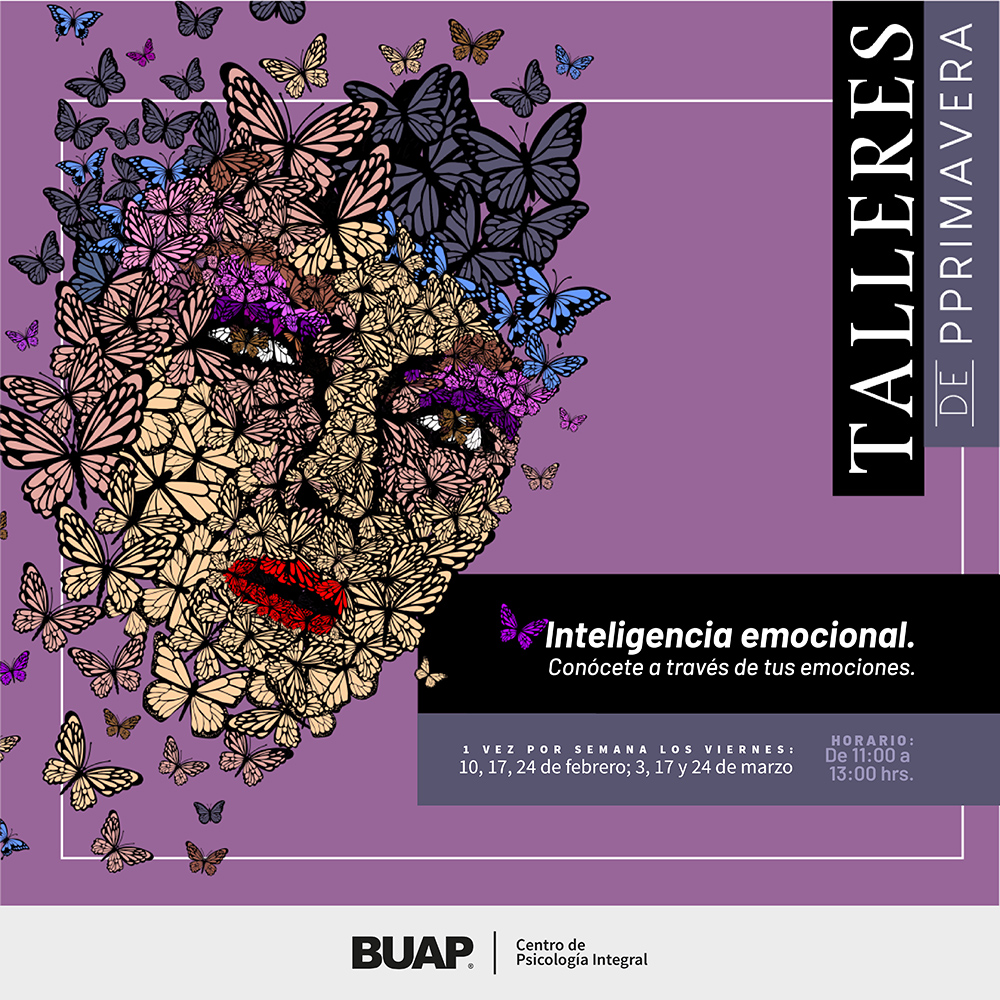 TALLERES
DE PPRIMAVERA
Inteligencia emocional.
Conócete a través de tus emociones.
1 VEZ POR SEMANA LOS VIERNES:
10, 17, 24 de febrero; 3, 17 y 24 de marzo
HORARIO:
De 11:00 a
13:00 hrs.
BUAP®
Centro de
Psicología Integral